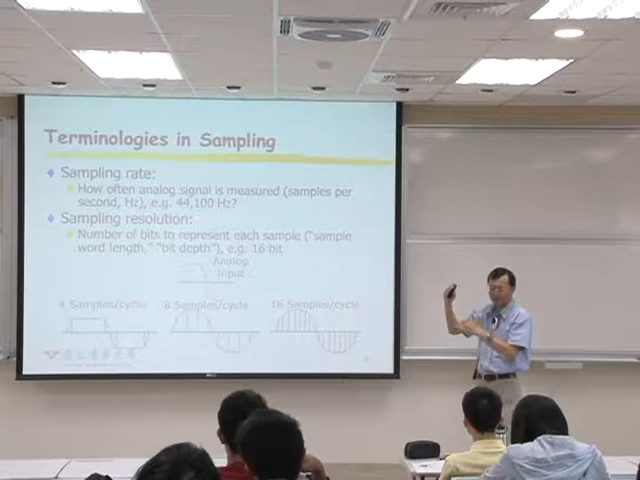 Terminologies in Sampling
Sampling rate:
How often analog signal is measured (samples per
second, Hz), e.g. 44,100 Hz?
Sampling resolution:
Number of bits to represent each sample ("sample
word length," "bit depth"), e.g. 16 bit
Analog
Input :
4 Samples/cycle 8 Samples/cycle 16 Samples/cycle